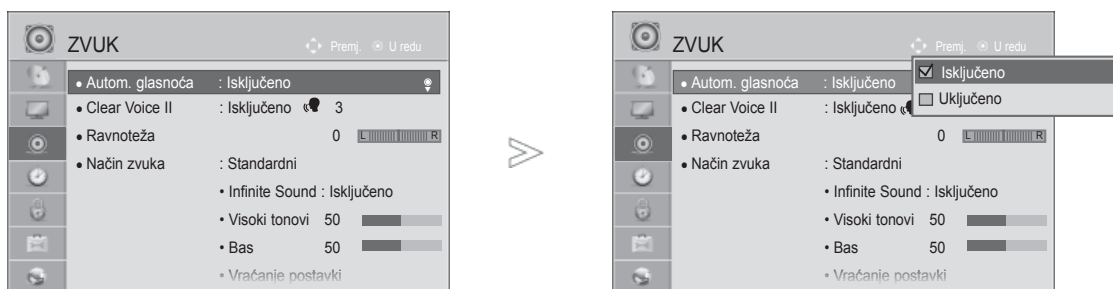 ZVUK
Premj. U redu
• Autom. glasnoća : Isključeno
• Clear Voice II : Isključeno 3
• Ravnoteža 0 L R
• Način zvuka : Standardni
• Infinite Sound : Isključeno
• Visoki tonovi 50
• Bas 50
• Vraćanje postavki
ZVUK
Premj. U redu
• Autom. glasnoća : Isključeno
• Clear Voice II : Isključeno
• Ravnoteža 0 L R
• Način zvuka : Standardni
• Infinite Sound : Isključeno
• Visoki tonovi 50
• Bas 50
• Vraćanje postavki
Isključeno
Uključeno